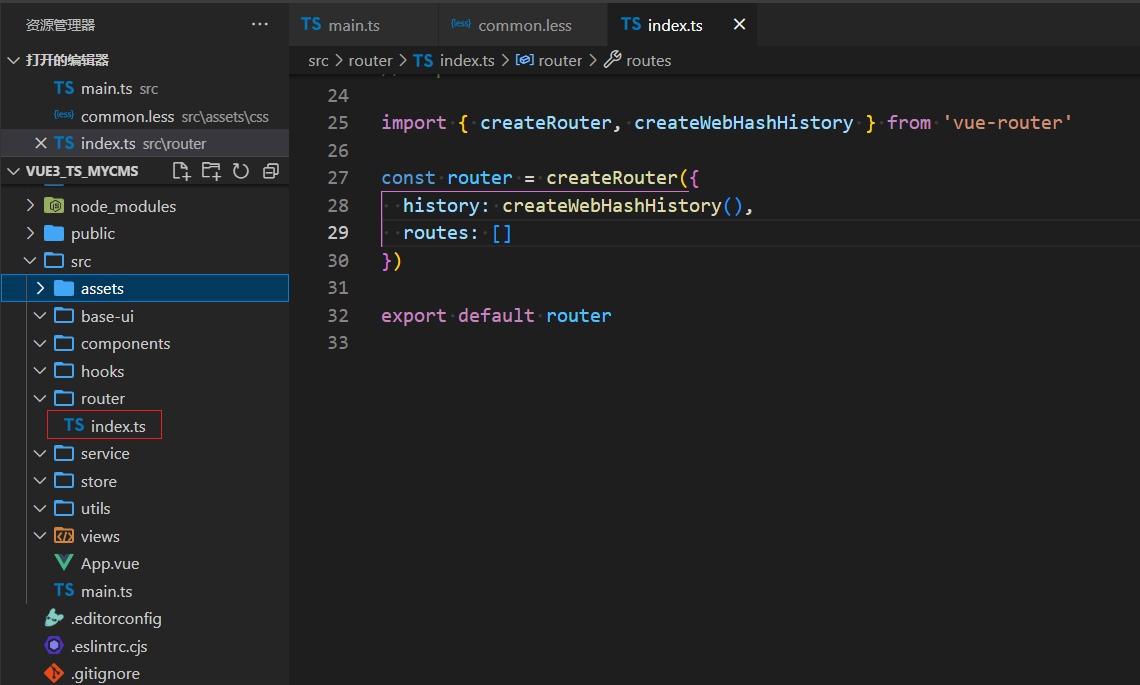 资源管理器 ···
打开的编辑器
TS main.ts src
{less} common.less src\assets\css
TS index.ts src\router
VUE3_TS_MYCMS
node_modules
public
src
assets
base-ui
components
hooks
router
TS index.ts
service
store
utils
views
App.vue
TS main.ts
.editorconfig
.eslintrc.cjs
.gitignore
TS main.ts {less} common.less TS index.ts
src > router > TS index.ts > router > routes
24
25 import { createRouter, createWebHashHistory } from 'vue-router'
26
27 const router = createRouter({
28 history: createWebHashHistory(),
29 routes: []
30 })
31
32 export default router
33